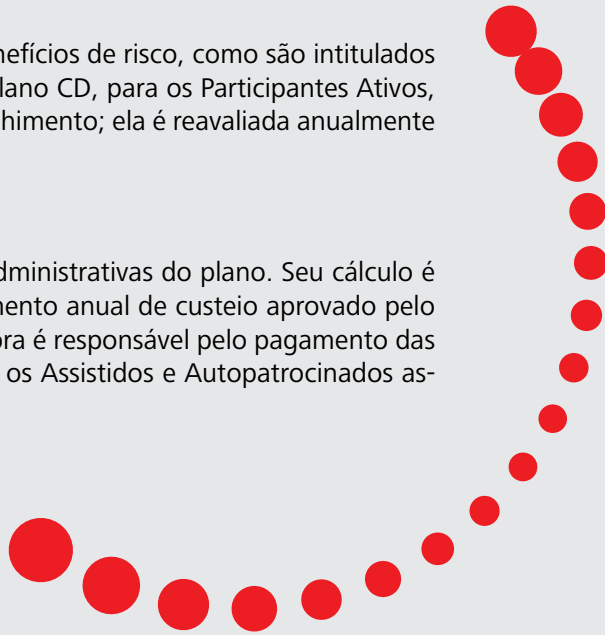 nefícios de risco, como são intitulados
lano CD, para os Participantes Ativos,
lhimento; ela é reavaliada anualmente
dministrativas do plano. Seu cálculo é
mento anual de custeio aprovado pelo
ora é responsável pelo pagamento das
os Assistidos e Autopatrocinados as-